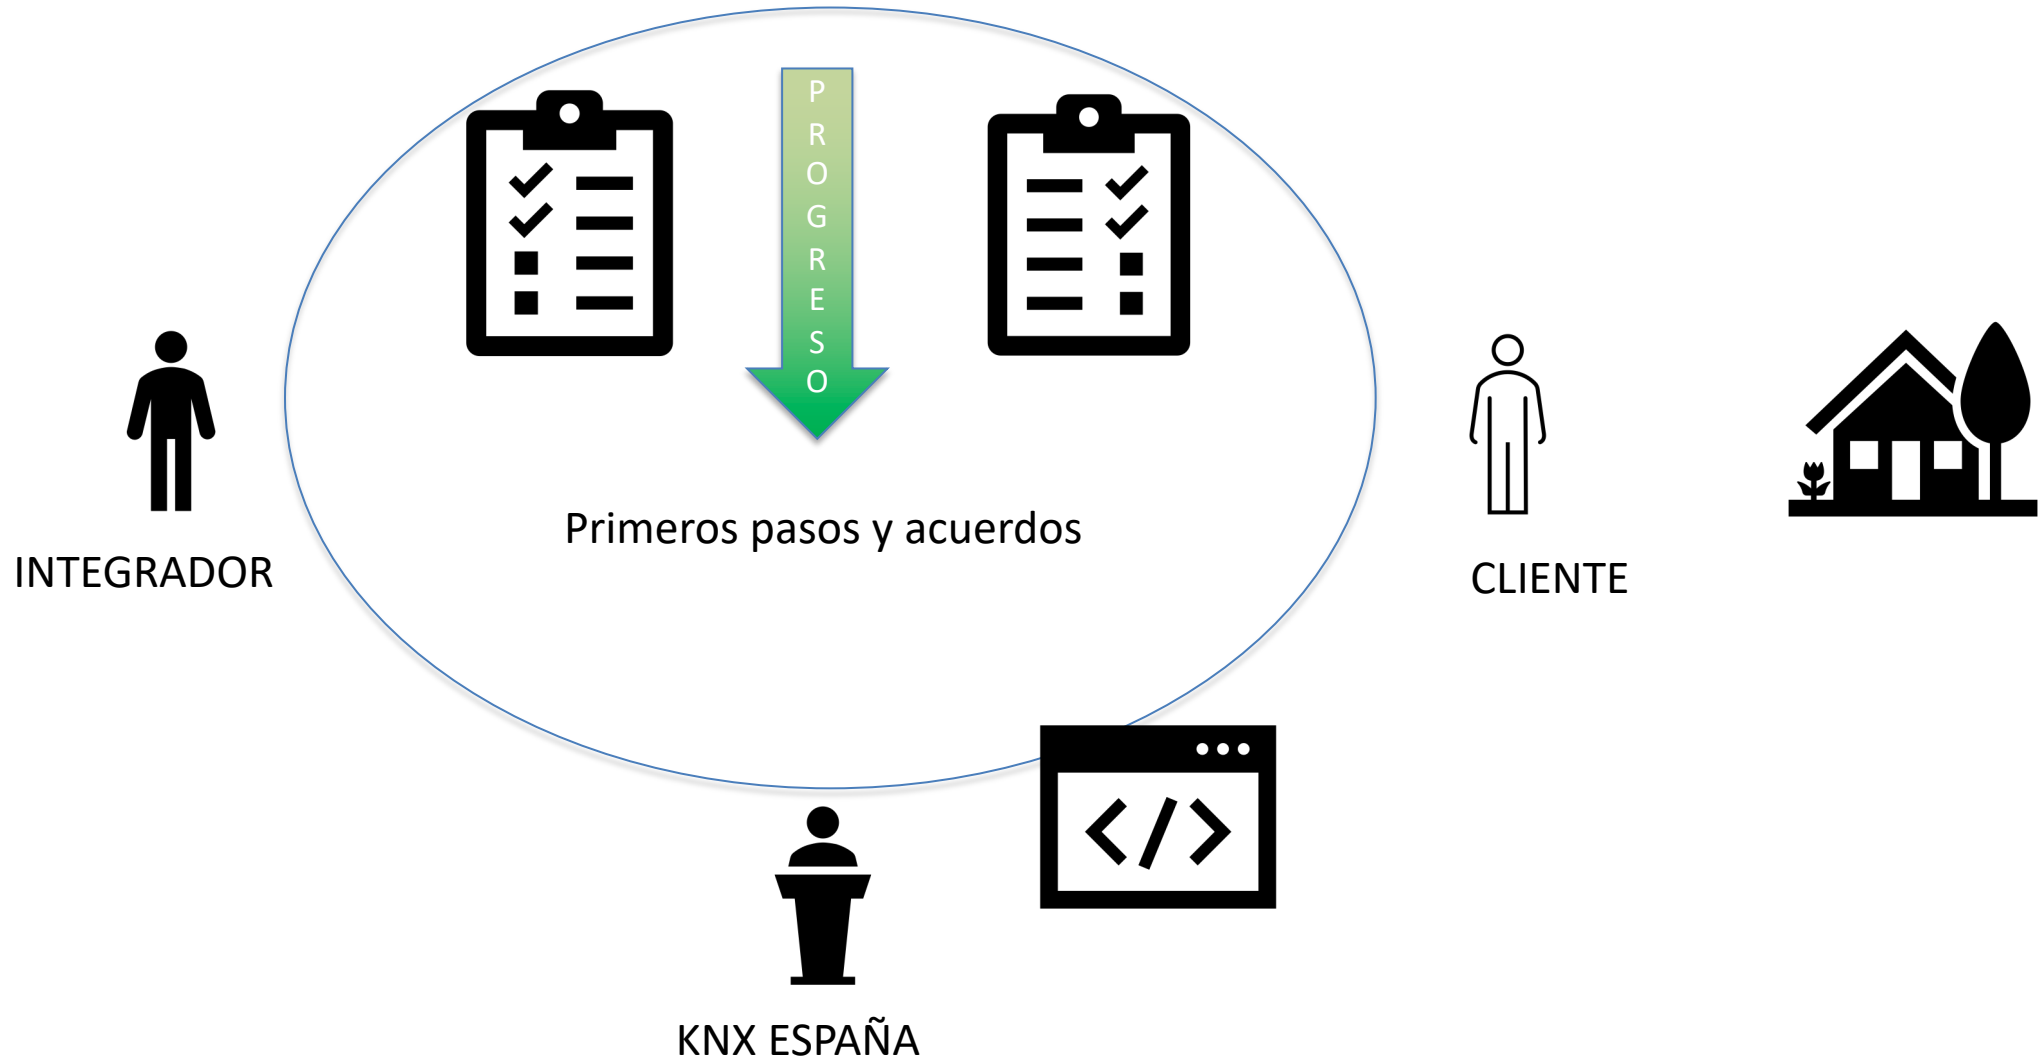 PROGRESO
Primeros pasos y acuerdos
INTEGRADOR
CLIENTE
</>
KNX ESPAÑA